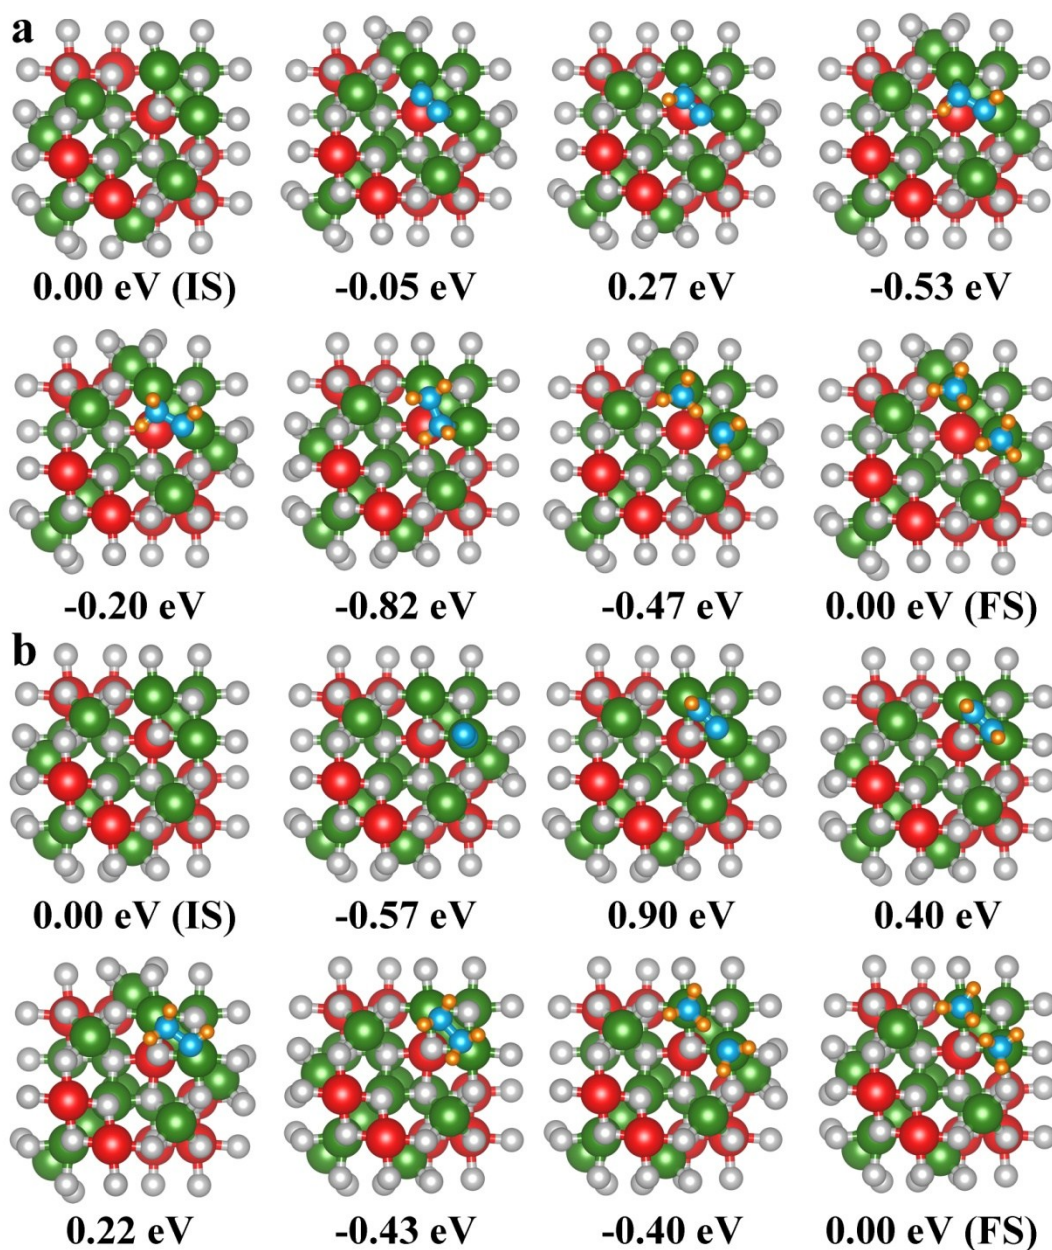 a
0.00 eV (IS) -0.05 eV 0.27 eV -0.53 eV
-0.20 eV -0.82 eV -0.47 eV 0.00 eV (FS)
b
0.00 eV (IS) -0.57 eV 0.90 eV 0.40 eV
0.22 eV -0.43 eV -0.40 eV 0.00 eV (FS)